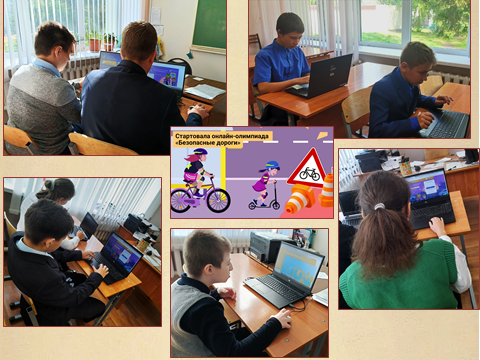 Стартовала онлайн-олимпиада
«Безопасные дороги»